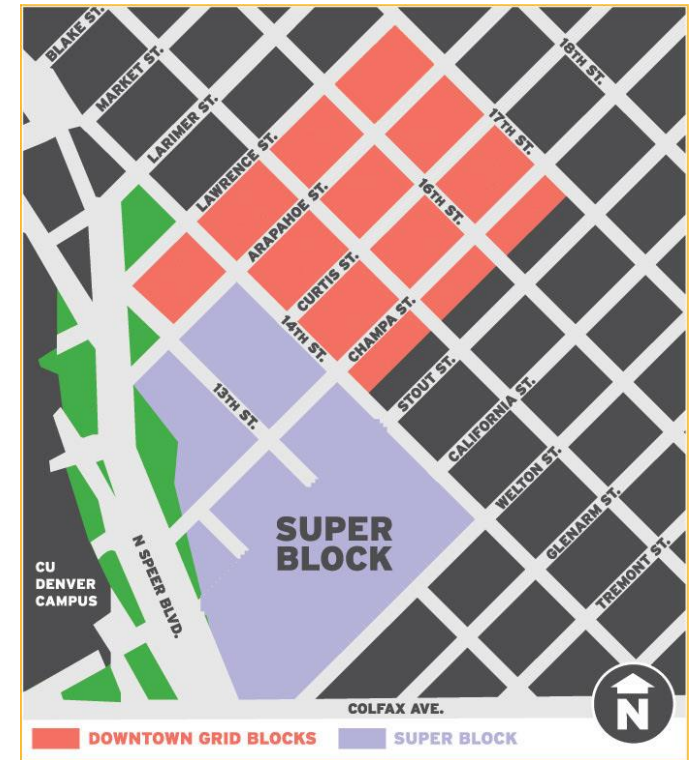 BLAKE ST.
MARKET ST.
LARIMER ST.
LAWRENCE ST.
ARAPAHOE ST.
CURTIS ST.
CHAMPA ST.
STOUT ST.
CALIFORNIA ST.
WELTON ST.
GLENARM ST.
TREMONT ST.
18TH ST.
17TH ST.
16TH ST.
14TH ST.
13TH ST.
SUPER
BLOCK
CU
DENVER
CAMPUS
N SPEER BLVD.
COLFAX AVE.
N
DOWNTOWN GRID BLOCKS
SUPER BLOCK